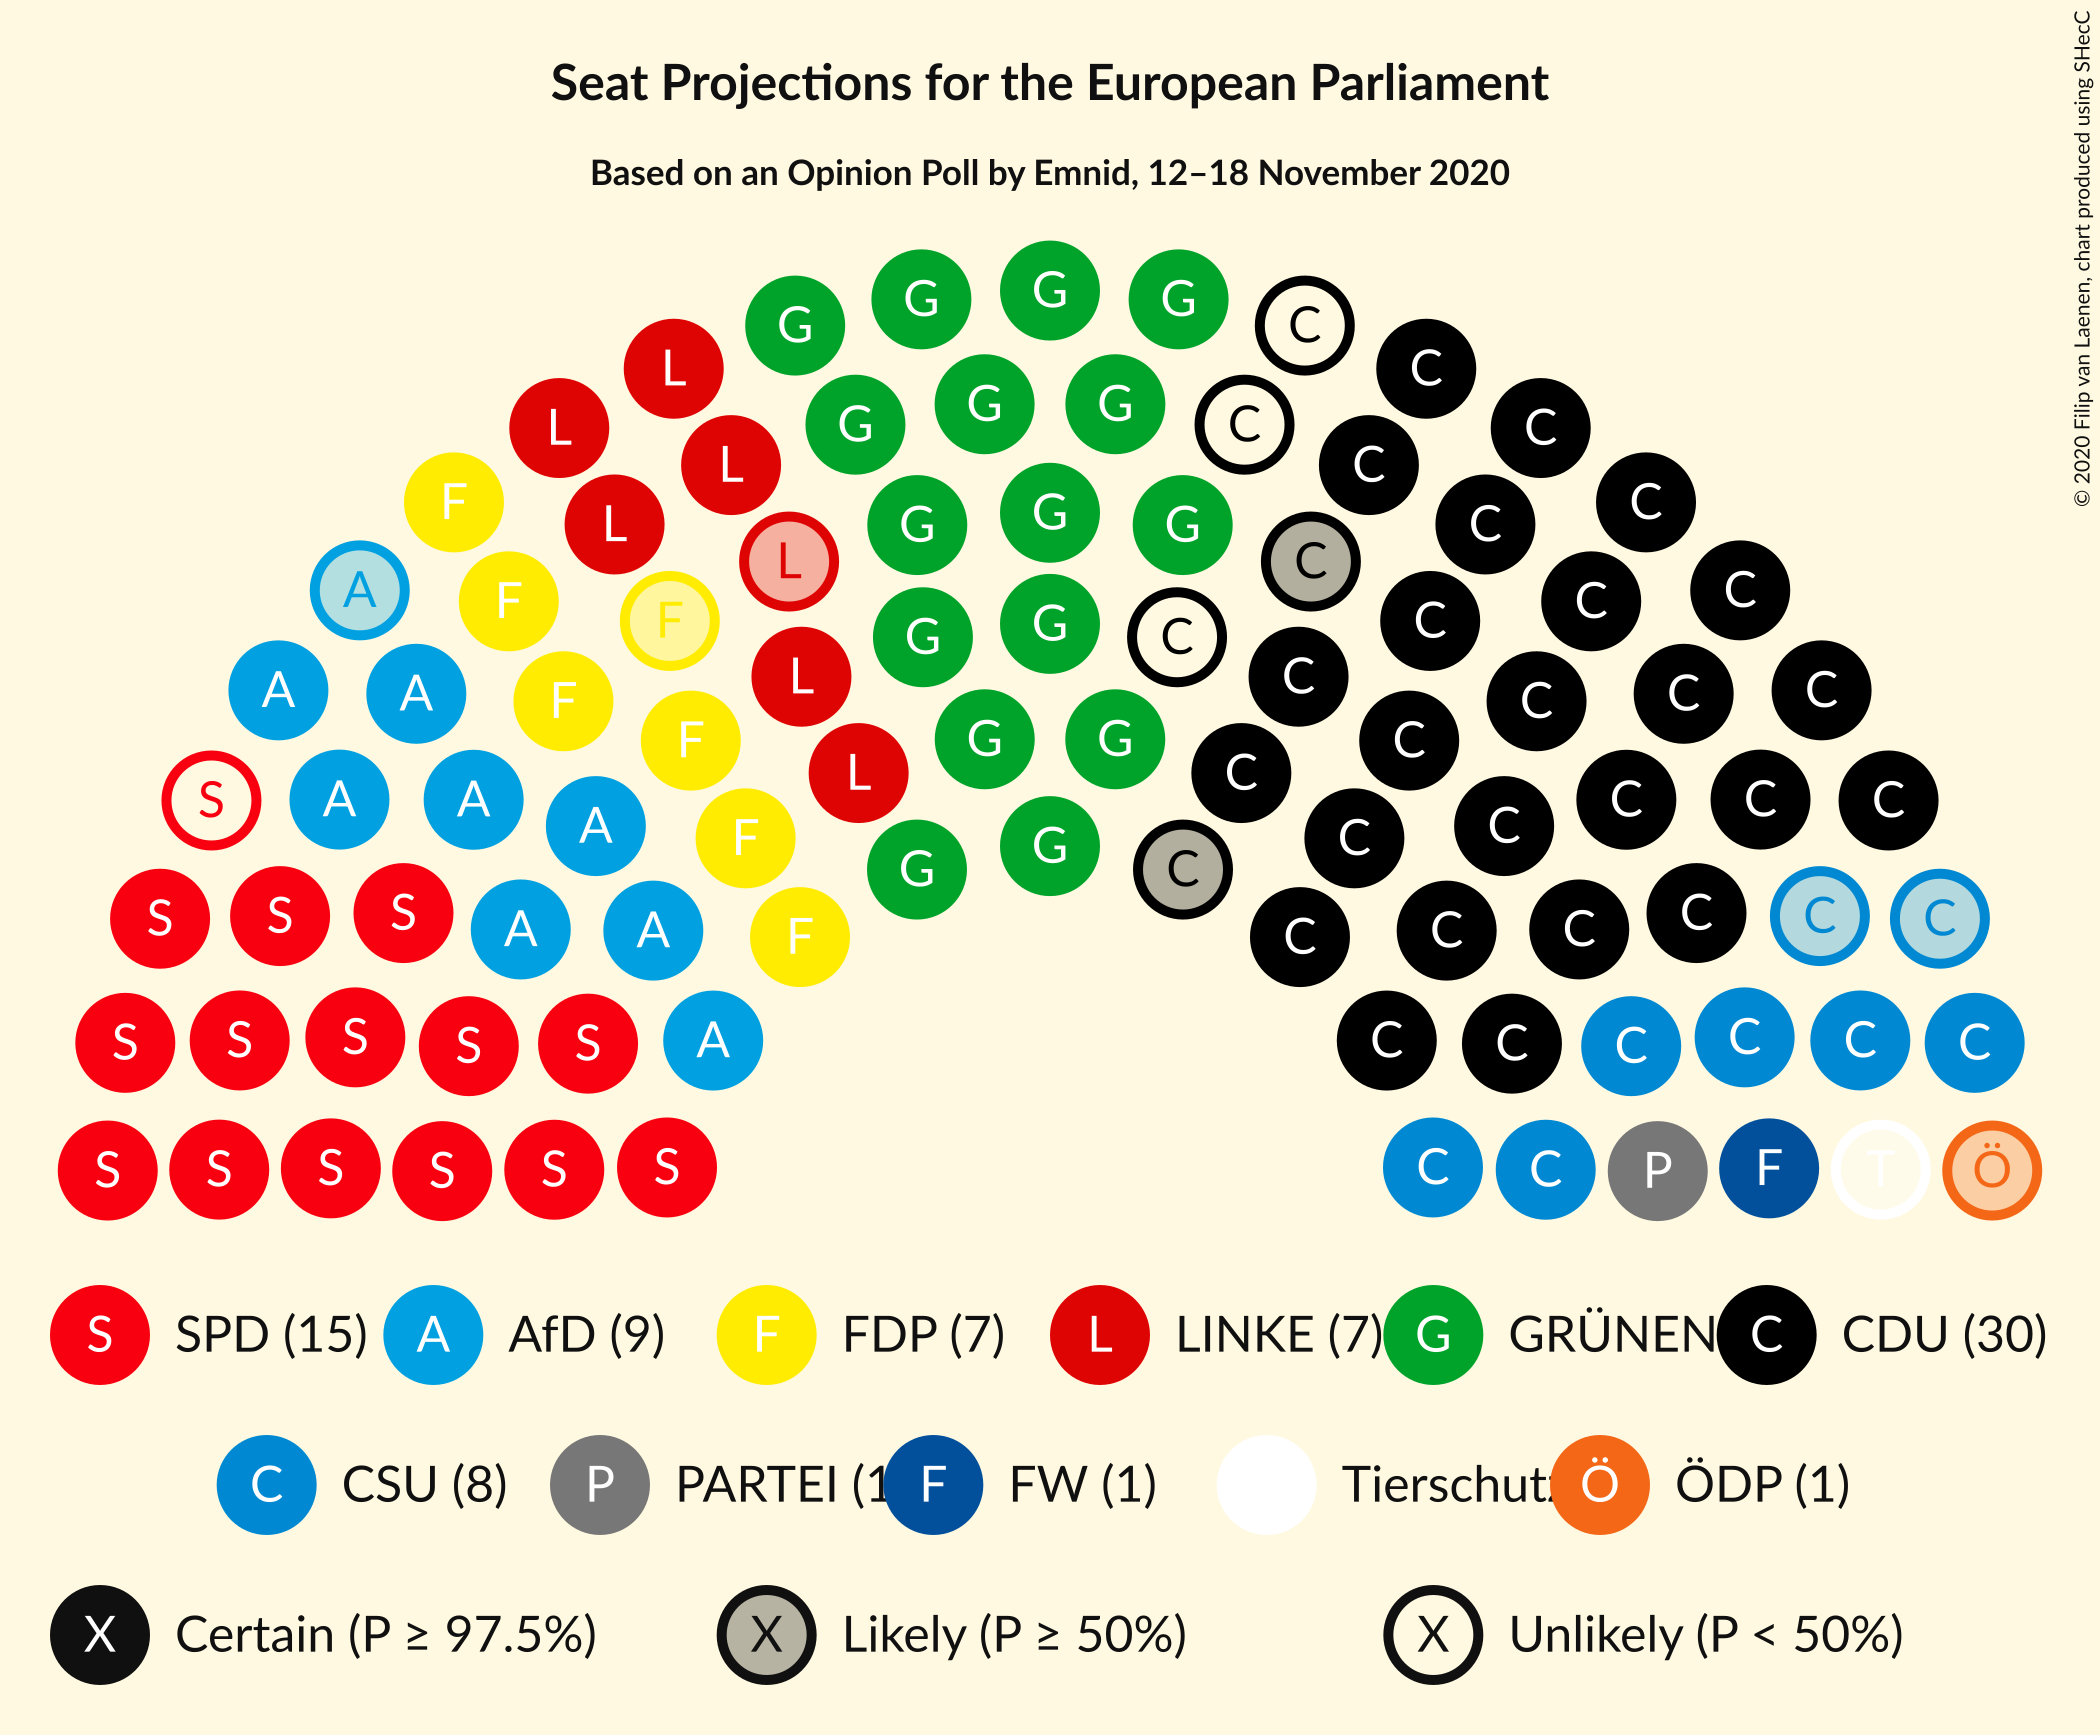 Seat Projections for the European Parliament
Based on an Opinion Poll by Emnid, 12–18 November 2020
© 2020 Filip van Laenen, chart produced using SHecC
G G G G C
L G G G C C
L L G G G C C C
F L L G G C C C C
A F F L G G C C C C
A A F F L G G C C C C C
S A A A F G G C C C C C C
S S S A A F C C C C C C
S S S S S A C C C C C C
S S S S S S C C P F T Ö
S SPD (15) A AfD (9) F FDP (7) L LINKE (7) G GRÜNEN C CDU (30)
C CSU (8) P PARTEI (1 F FW (1) Tierschutz Ö ÖDP (1)
X Certain (P ≥ 97.5%) X Likely (P ≥ 50%) X Unlikely (P < 50%)